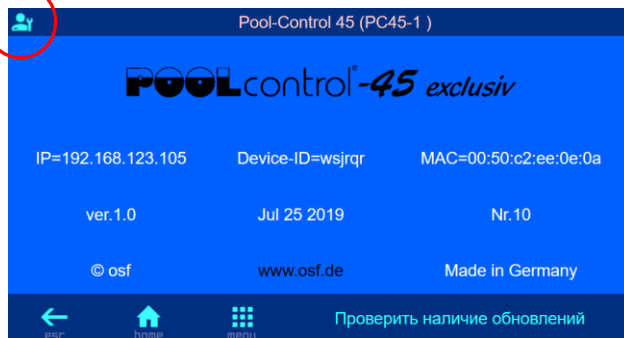 Pool-Control 45 (PC45-1 )
POOLcontrol®-45 exclusiv
IP=192.168.123.105 Device-ID=wsjrqr MAC=00:50:c2:ee:0e:0a
ver.1.0 Jul 25 2019 Nr.10
© osf www.osf.de Made in Germany
esc home menu Проверить наличие обновлений